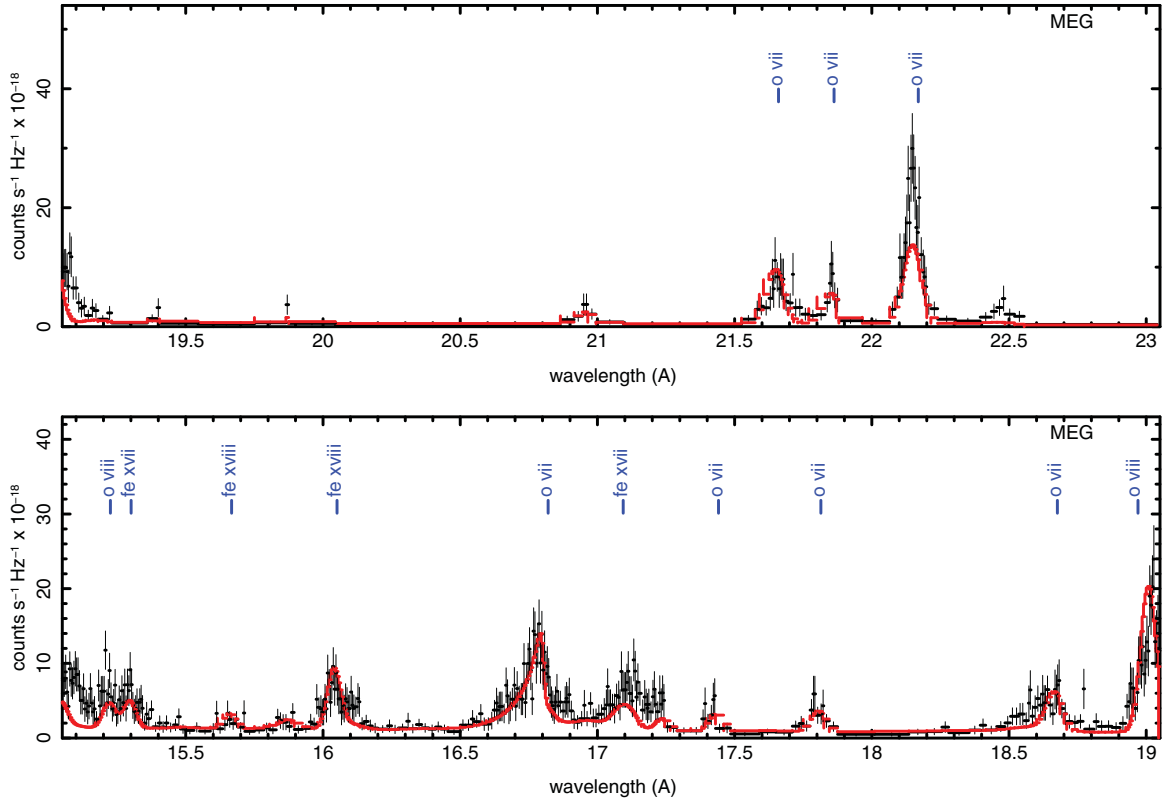 MEG
o vii
o vii
o vii
40
20
0
counts s⁻¹ Hz⁻¹ x 10⁻¹⁸
19.5
20
20.5
21
21.5
22
22.5
23
wavelength (A)
MEG
o viii
fe xvii
fe xviii
fe xviii
o vii
fe xvii
o vii
o vii
o vii
o viii
40
30
20
10
0
counts s⁻¹ Hz⁻¹ x 10⁻¹⁸
15.5
16
16.5
17
17.5
18
18.5
19
wavelength (A)